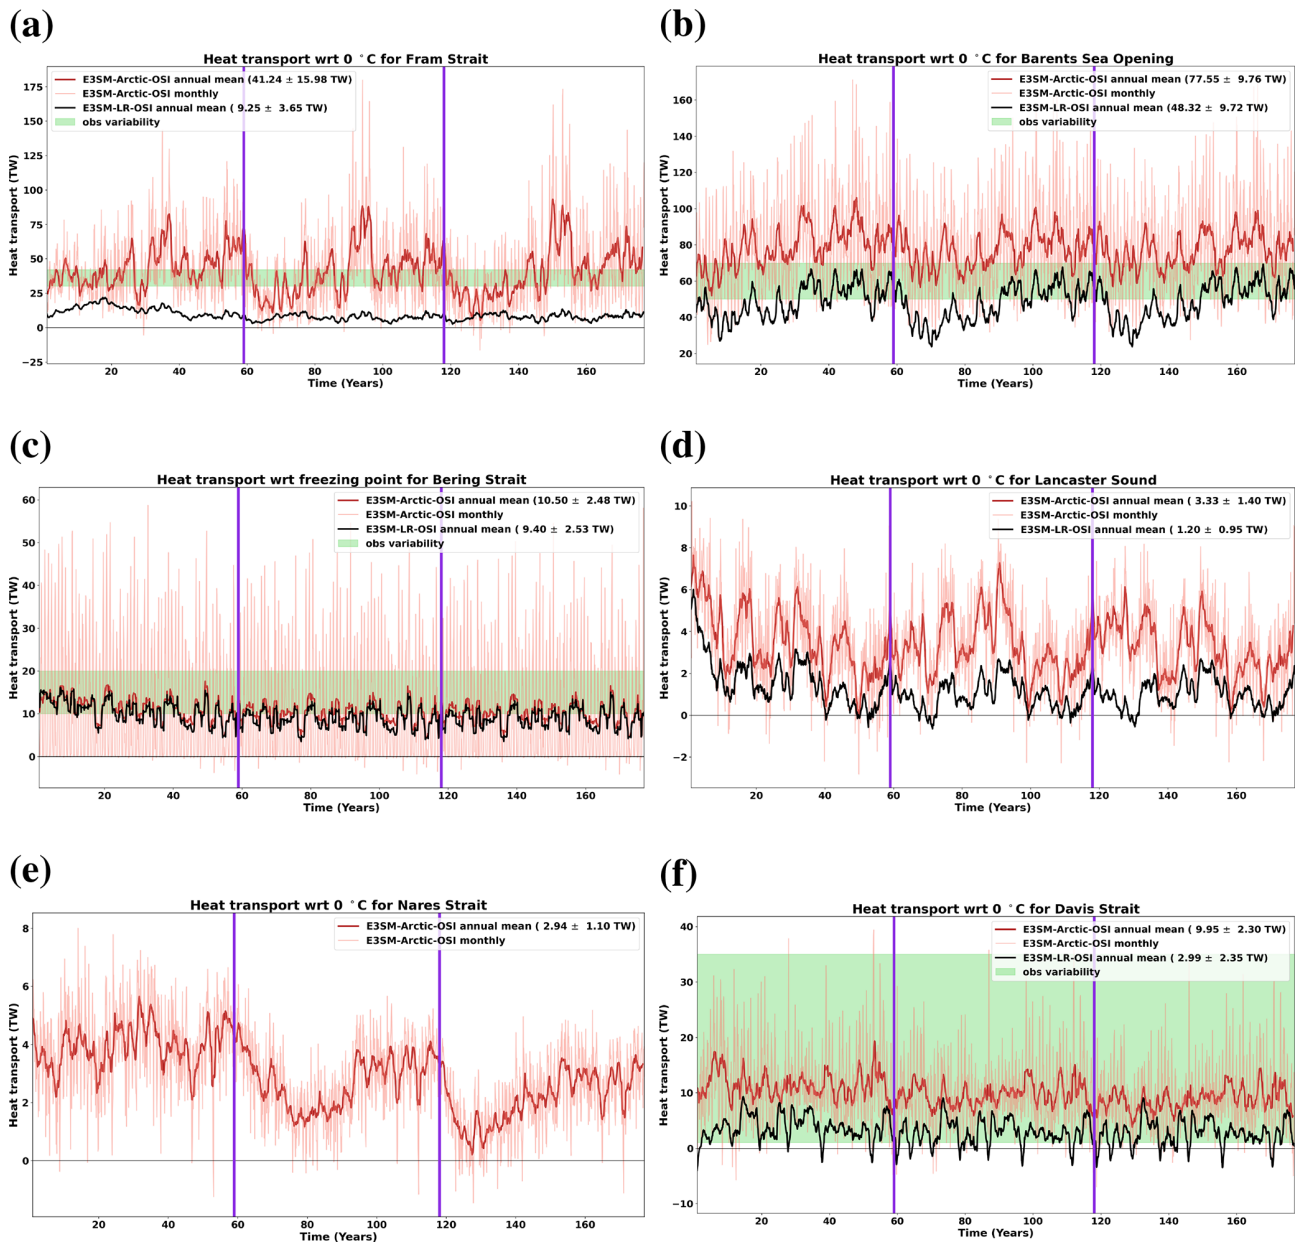 (a)
Heat transport wrt 0 °C for Fram Strait
E3SM-Arctic-OSI annual mean (41.24 ± 15.98 TW)
E3SM-Arctic-OSI monthly
E3SM-LR-OSI annual mean ( 9.25 ± 3.65 TW)
obs variability
Heat transport (TW)
175
150
125
100
75
50
25
0
−25
20
40
60
80
100
120
140
160
Time (Years)
(b)
Heat transport wrt 0 °C for Barents Sea Opening
E3SM-Arctic-OSI annual mean (77.55 ± 9.76 TW)
E3SM-Arctic-OSI monthly
E3SM-LR-OSI annual mean (48.32 ± 9.72 TW)
obs variability
Heat transport (TW)
160
140
120
100
80
60
40
20
20
40
60
80
100
120
140
160
Time (Years)
(c)
Heat transport wrt freezing point for Bering Strait
E3SM-Arctic-OSI annual mean (10.50 ± 2.48 TW)
E3SM-Arctic-OSI monthly
E3SM-LR-OSI annual mean ( 9.40 ± 2.53 TW)
obs variability
Heat transport (TW)
60
50
40
30
20
10
0
20
40
60
80
100
120
140
160
Time (Years)
(d)
Heat transport wrt 0 °C for Lancaster Sound
E3SM-Arctic-OSI annual mean ( 3.33 ± 1.40 TW)
E3SM-Arctic-OSI monthly
E3SM-LR-OSI annual mean ( 1.20 ± 0.95 TW)
Heat transport (TW)
10
8
6
4
2
0
−2
20
40
60
80
100
120
140
160
Time (Years)
(e)
Heat transport wrt 0 °C for Nares Strait
E3SM-Arctic-OSI annual mean ( 2.94 ± 1.10 TW)
E3SM-Arctic-OSI monthly
Heat transport (TW)
8
6
4
2
0
20
40
60
80
100
120
140
160
Time (Years)
(f)
Heat transport wrt 0 °C for Davis Strait
E3SM-Arctic-OSI annual mean ( 9.95 ± 2.30 TW)
E3SM-Arctic-OSI monthly
E3SM-LR-OSI annual mean ( 2.99 ± 2.35 TW)
obs variability
Heat transport (TW)
40
30
20
10
0
−10
20
40
60
80
100
120
140
160
Time (Years)